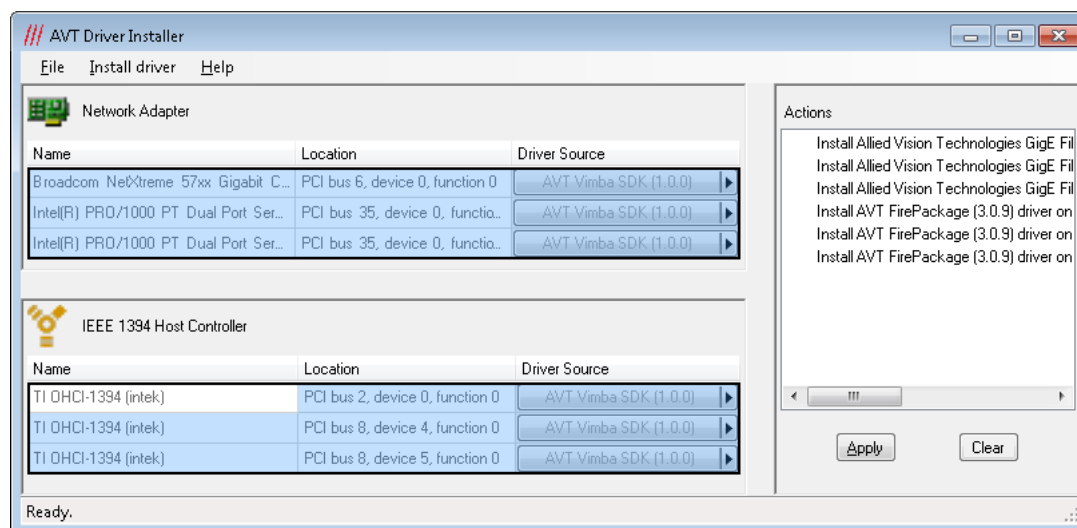 AVT Driver Installer
File Install driver Help
Network Adapter
Name Location Driver Source
Broadcom NetXtreme 57xx Gigabit C... PCI bus 6, device 0, function 0 AVT Vimba SDK (1.0.0)
Intel(R) PRO/1000 PT Dual Port Ser... PCI bus 35, device 0, functio... AVT Vimba SDK (1.0.0)
Intel(R) PRO/1000 PT Dual Port Ser... PCI bus 35, device 0, functio... AVT Vimba SDK (1.0.0)
IEEE 1394 Host Controller
Name Location Driver Source
TI OHCI-1394 (intek) PCI bus 2, device 0, function 0 AVT Vimba SDK (1.0.0)
TI OHCI-1394 (intek) PCI bus 8, device 4, function 0 AVT Vimba SDK (1.0.0)
TI OHCI-1394 (intek) PCI bus 8, device 5, function 0 AVT Vimba SDK (1.0.0)
Actions
Install Allied Vision Technologies GigE Fil
Install Allied Vision Technologies GigE Fil
Install Allied Vision Technologies GigE Fil
Install AVT FirePackage (3.0.9) driver on
Install AVT FirePackage (3.0.9) driver on
Install AVT FirePackage (3.0.9) driver on
Apply Clear
Ready.